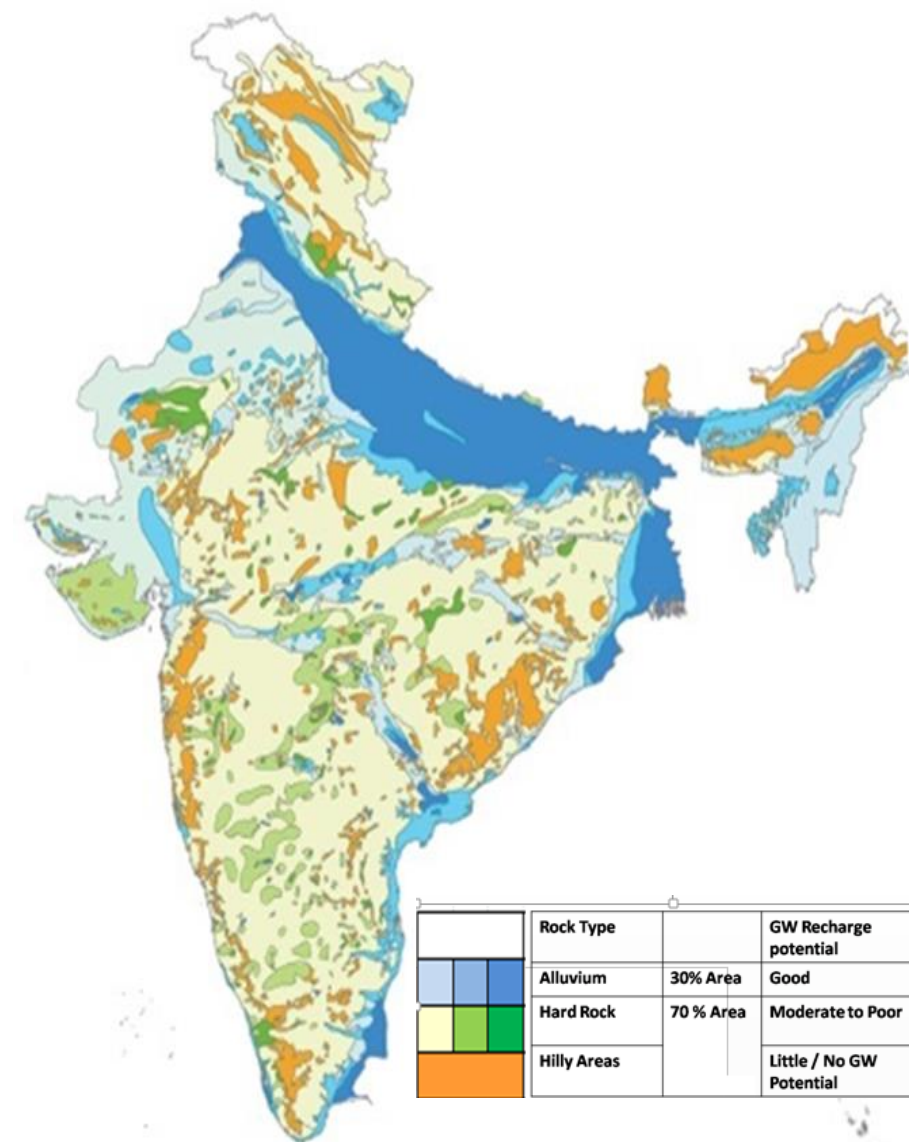 Rock Type GW Recharge
potential
Alluvium 30% Area Good
Hard Rock 70 % Area Moderate to Poor
Hilly Areas Little / No GW
Potential